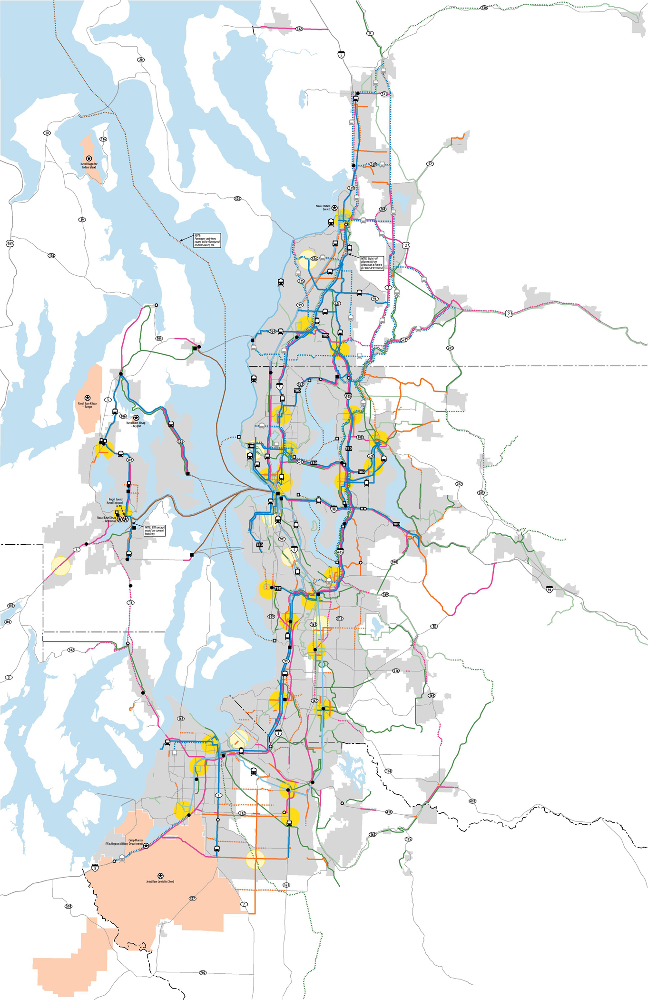 530
9
532
5
20
531
20
116
Naval Magazine
Indian Island
528
92
529
525
Naval Station
Everett
204
19
NOTE:
Passenger-only ferry
routes to Port Townsend
and Vancouver, B.C.
101
2
104
526
NOTE: Light rail
alignment from
Lynnwood to Everett
yet to be determined.
525
9
96
99
527
2
524
TBD
104
522
203
5
522
TBD
405
3
Naval Base Kitsap
– Bangor
306
Naval Base Kitsap
– Keyport
305
908
TBD
TBD
303
520
TBD
520
TBD
202
203
Puget Sound
Naval Shipyard
& IMF
Naval Base Kitsap
– Bremerton
NOTE: BRT concept
would use current
foot ferry.
90
TBD
99
TBD
5
405
3
900
TBD
169
90
16
300
106
509
167
515
18
302
99
516
3
169
167
163
5
164
7
410
512
410
162
165
Camp Murray
(Washington Military Department)
5
Joint Base Lewis McChord
161
507
7
510
702